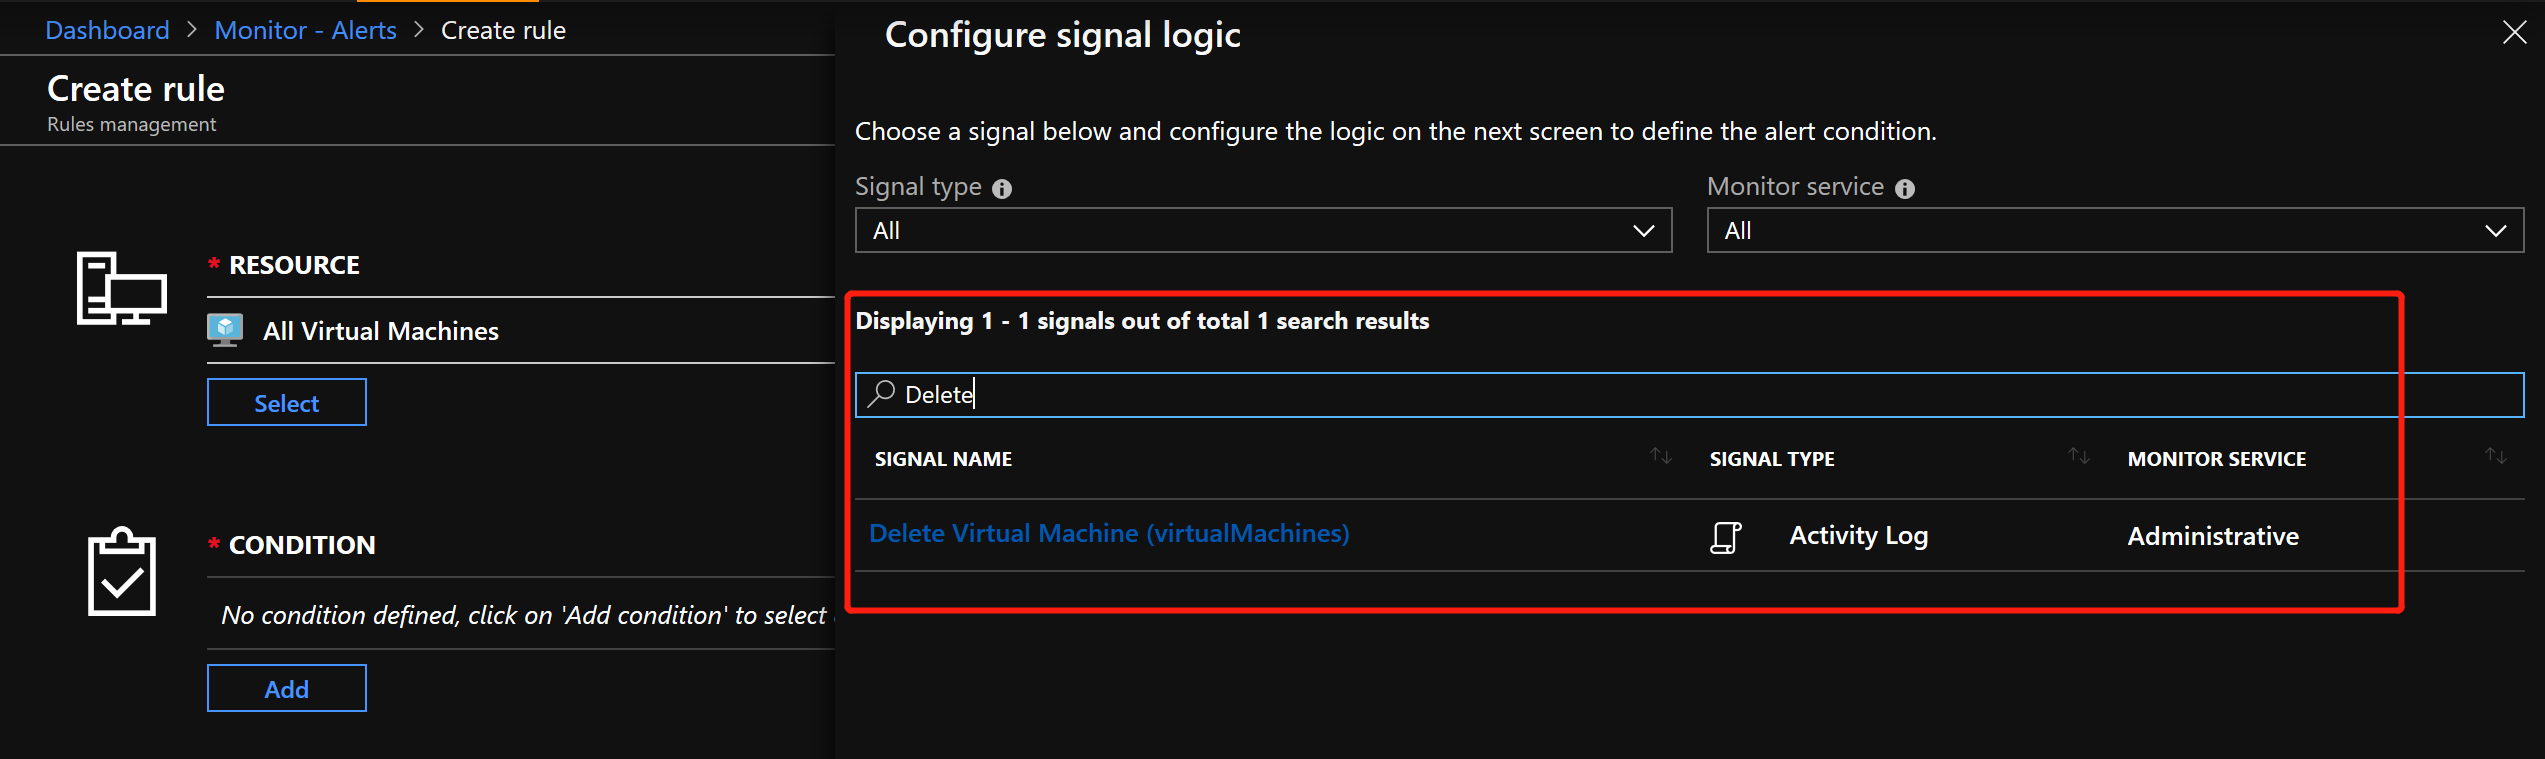 Dashboard > Monitor - Alerts > Create rule
Create rule
Rules management
* RESOURCE
All Virtual Machines
Select
* CONDITION
No condition defined, click on 'Add condition' to select
Add
Configure signal logic
Choose a signal below and configure the logic on the next screen to define the alert condition.
Signal type
Monitor service
All
All
Displaying 1 - 1 signals out of total 1 search results
Delete
SIGNAL NAME SIGNAL TYPE MONITOR SERVICE
Delete Virtual Machine (virtualMachines) Activity Log Administrative